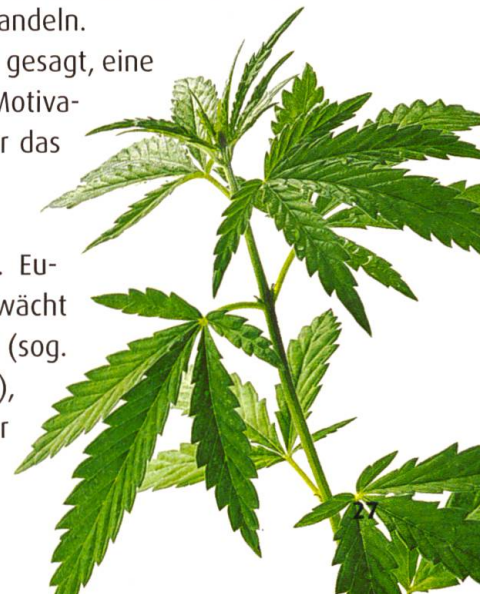 andeln.
gesagt, eine
Motiva-
r das
. Eu-
wächt
(sog.
),
r
27